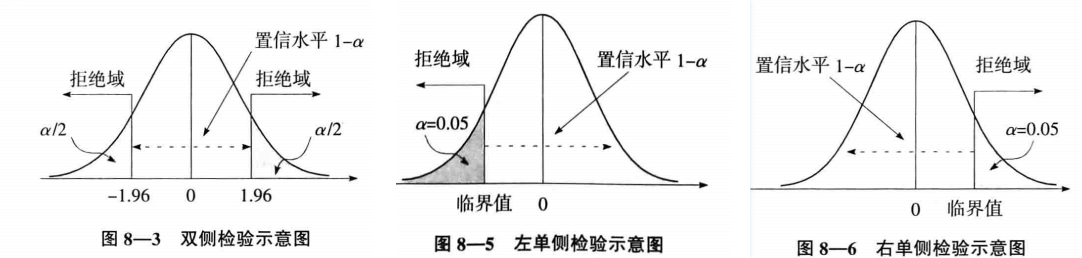 置信水平 1-α
拒绝域
拒绝域
α/2
α/2
-1.96
0
1.96
图 8—3 双侧检验示意图
拒绝域
置信水平 1-α
α=0.05
临界值
0
图 8—5 左单侧检验示意图
置信水平 1-α
拒绝域
α=0.05
0
临界值
图 8—6 右单侧检验示意图